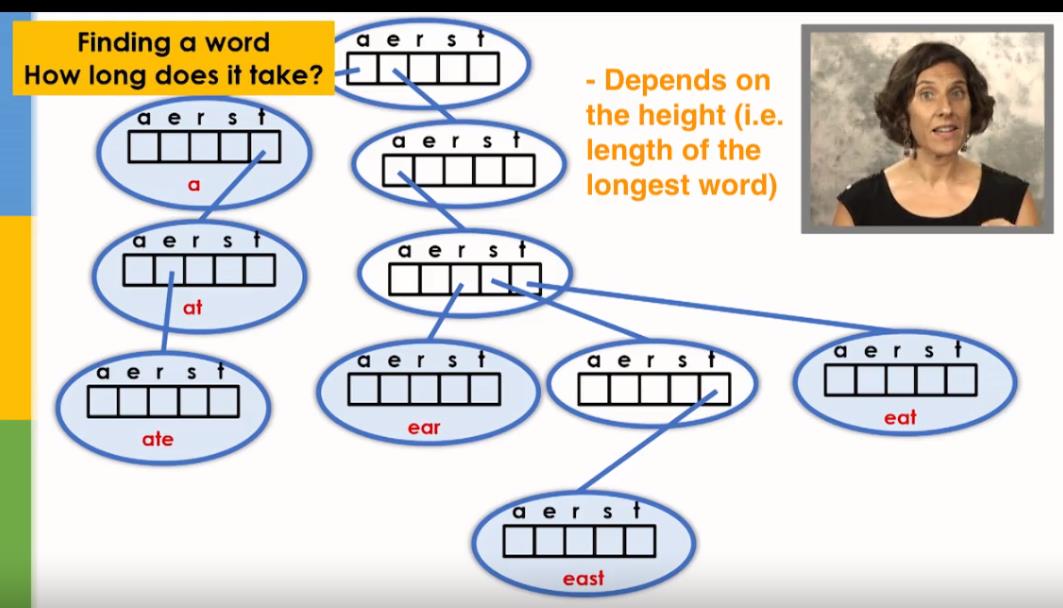 Finding a word
How long does it take?
a e r s t
- Depends on
the height (i.e.
length of the
longest word)
a e r s t
a
a e r s t
a e r s t
at
a e r s t
a e r s t
ate
a e r s t
ear
a e r s t
a e r s t
eat
a e r s t
east